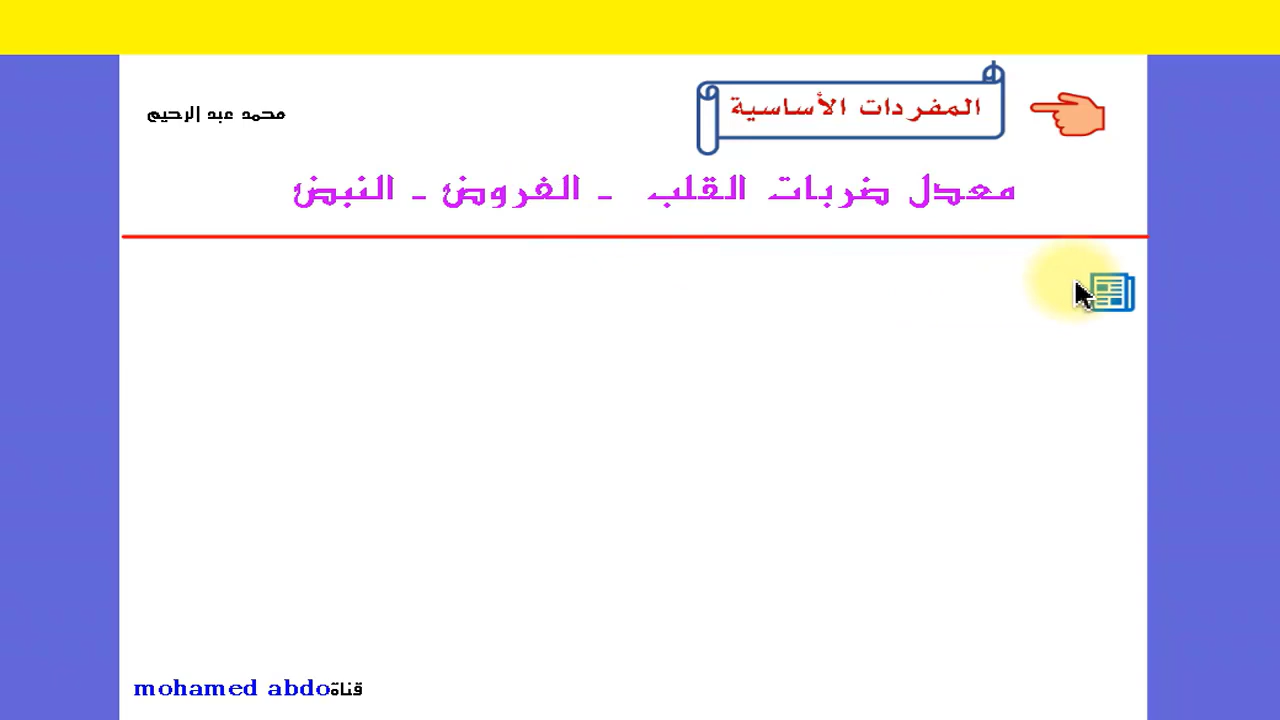 المفردات الأساسية
محمد عبد الرحيم
معدل ضربات القلب - الفروض - النبض
قناة mohamed abdo